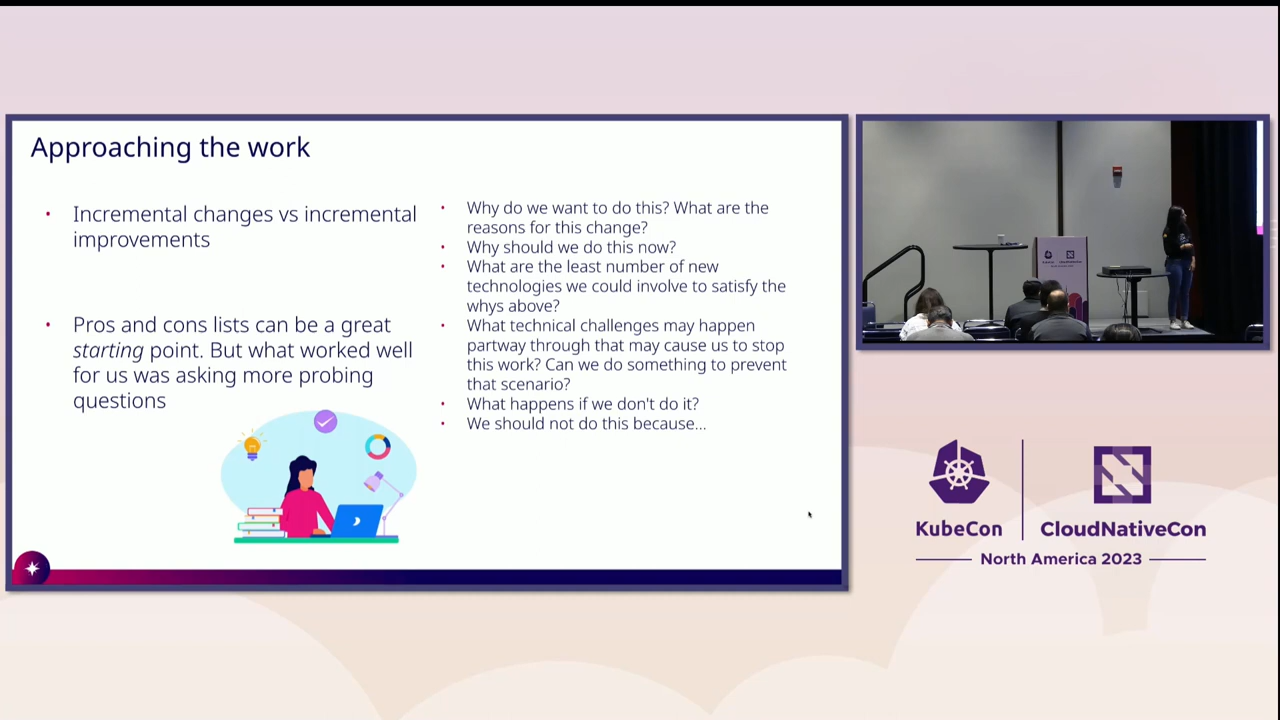 Approaching the work
• Incremental changes vs incremental
improvements
• Pros and cons lists can be a great
starting point. But what worked well
for us was asking more probing
questions
• Why do we want to do this? What are the
reasons for this change?
• Why should we do this now?
• What are the least number of new
technologies we could involve to satisfy the
whys above?
• What technical challenges may happen
partway through that may cause us to stop
this work? Can we do something to prevent
that scenario?
• What happens if we don't do it?
• We should not do this because...
KubeCon
CloudNativeCon
North America 2023